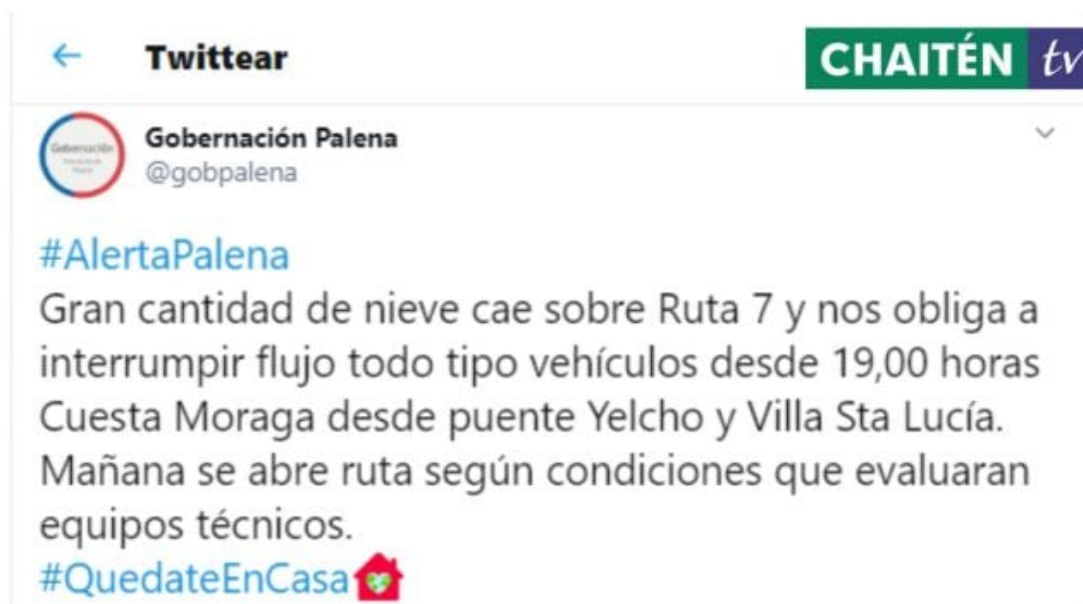 Twittear
CHAITÉN tv
Gobernación Palena
@gobpalena
Gobernación
#AlertaPalena
Gran cantidad de nieve cae sobre Ruta 7 y nos obliga a
interrumpir flujo todo tipo vehículos desde 19,00 horas
Cuesta Moraga desde puente Yelcho y Villa Sta Lucía.
Mañana se abre ruta según condiciones que evaluaran
equipos técnicos.
#QuedateEnCasa